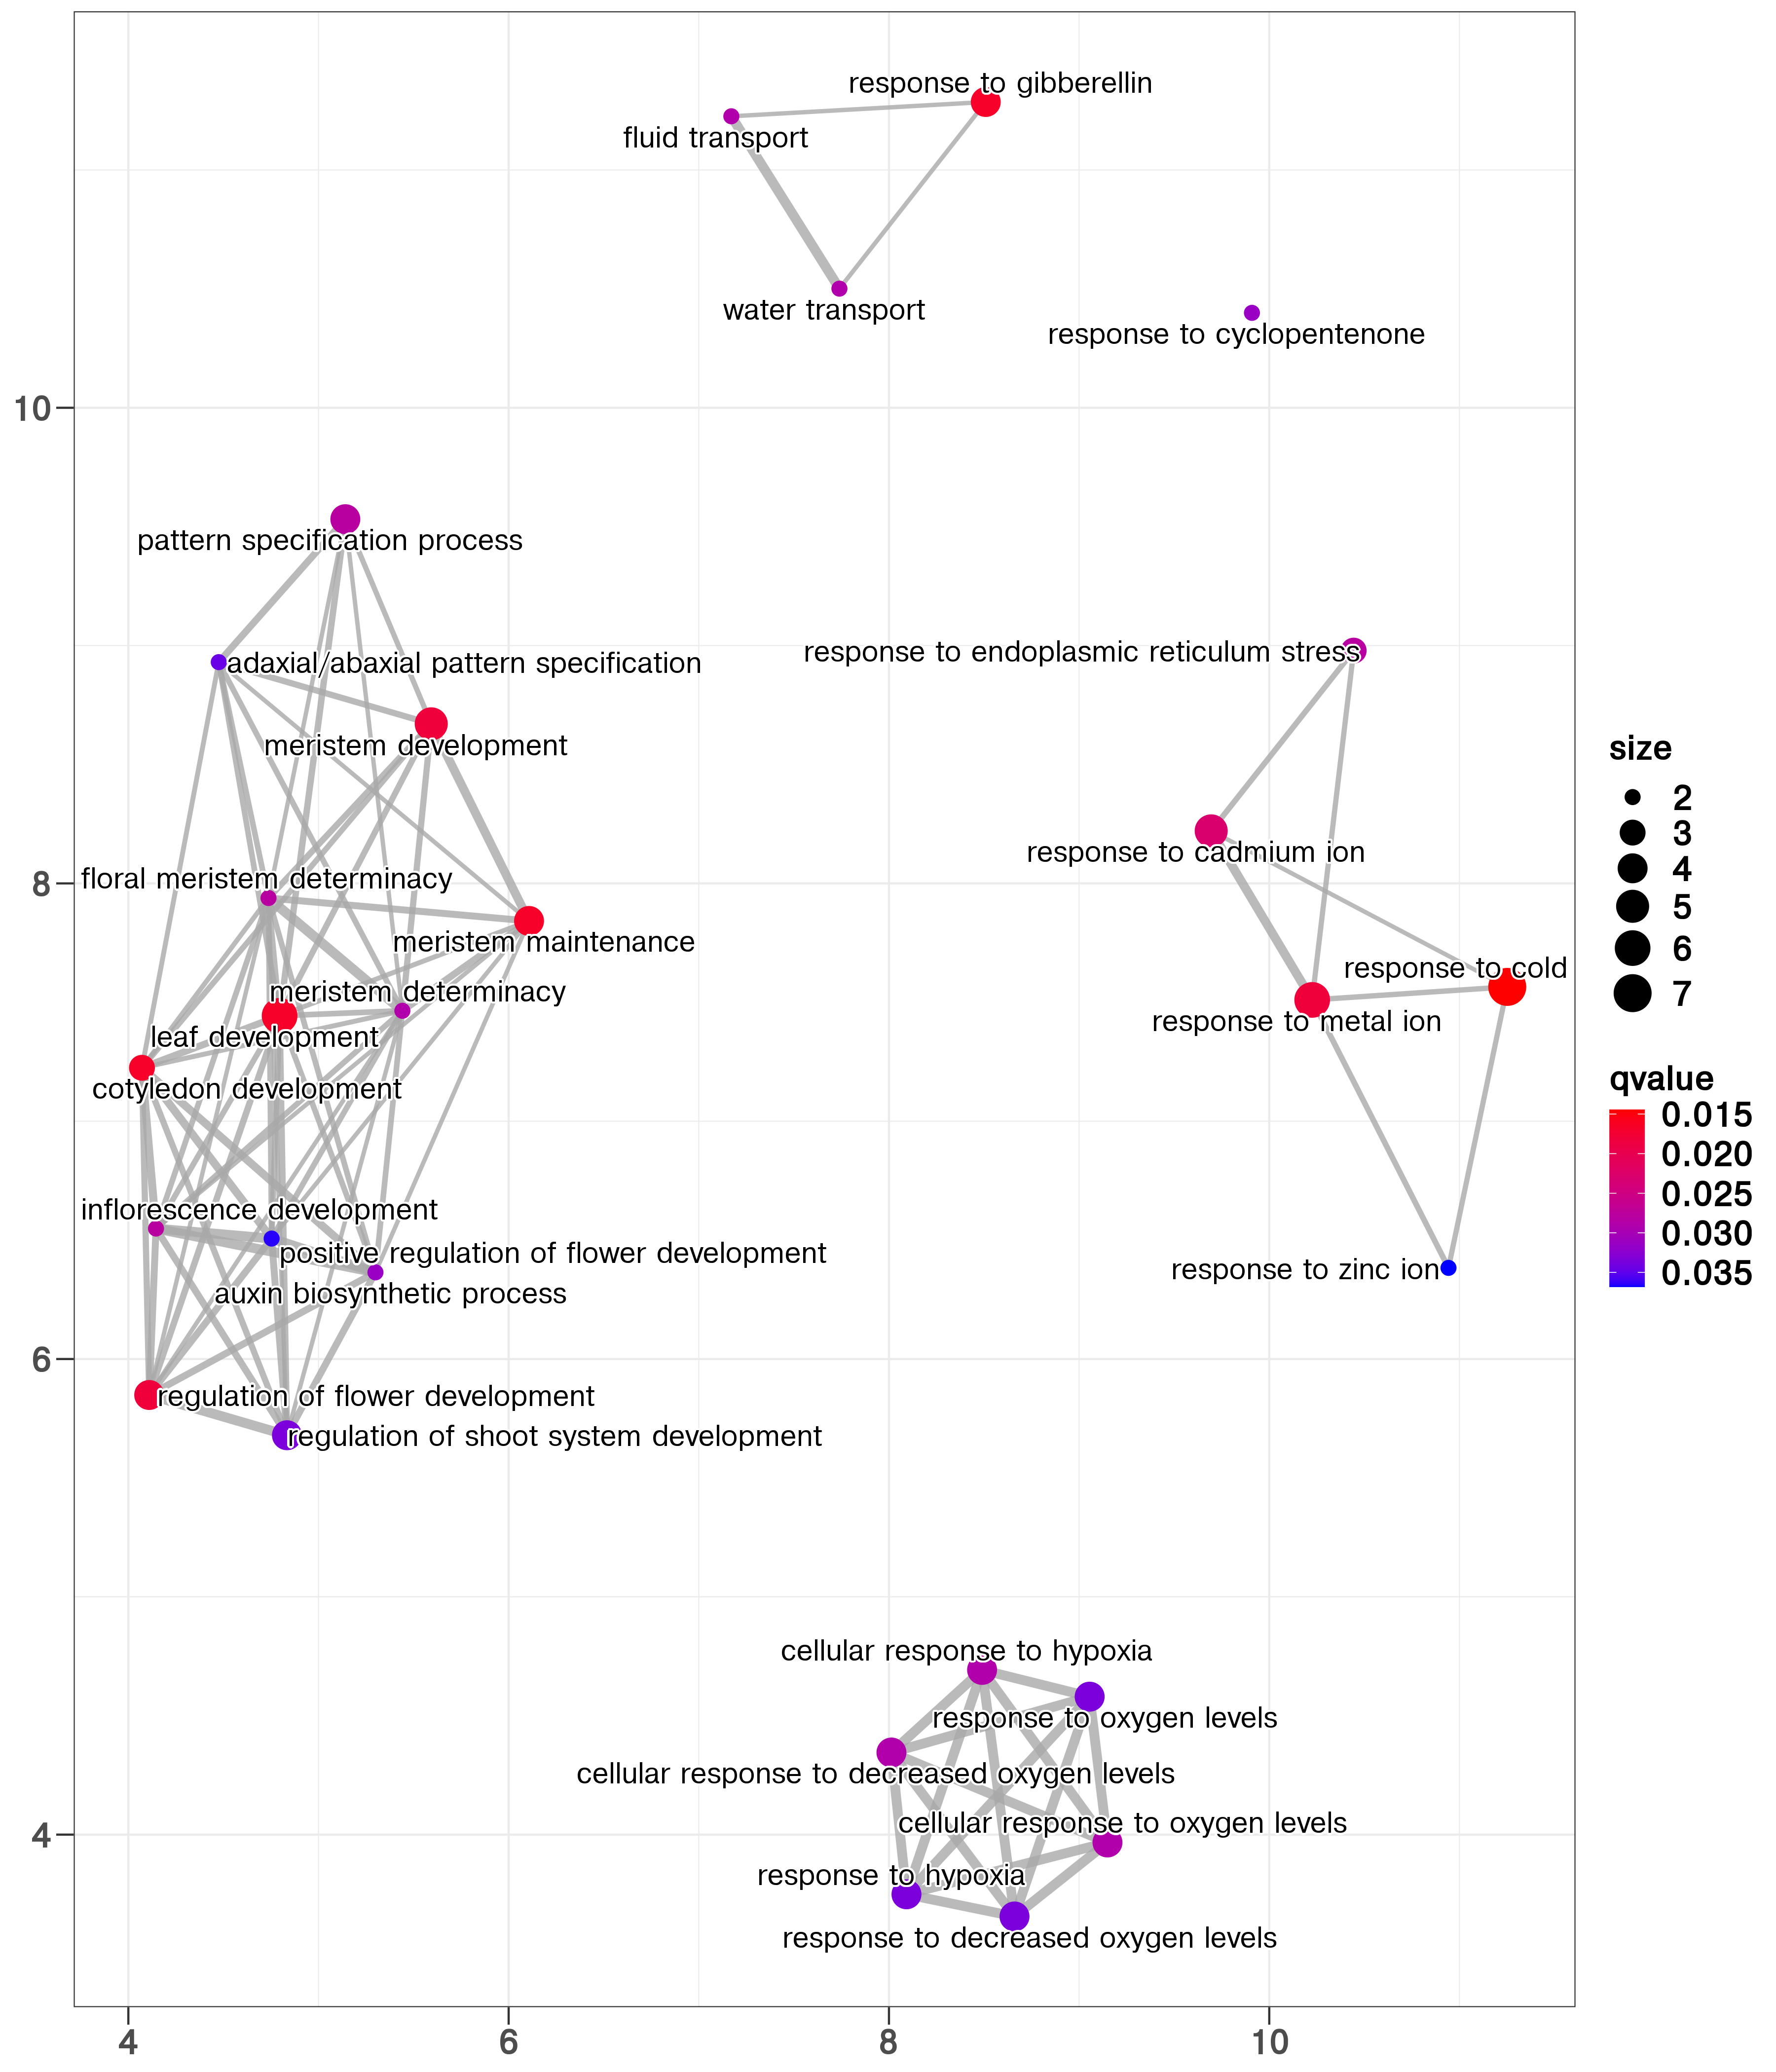 response to gibberellin
fluid transport
water transport
response to cyclopentenone
10
pattern specification process
response to endoplasmic reticulum stress
adaxial/abaxial pattern specification
meristem development
size
2
3
4
5
6
7
response to cadmium ion
floral meristem determinacy
8
meristem maintenance
response to cold
meristem determinacy
response to metal ion
leaf development
cotyledon development
qvalue
0.015
0.020
0.025
0.030
0.035
inflorescence development
positive regulation of flower development
response to zinc ion
auxin biosynthetic process
6
regulation of flower development
regulation of shoot system development
cellular response to hypoxia
response to oxygen levels
cellular response to decreased oxygen levels
cellular response to oxygen levels
4
response to hypoxia
response to decreased oxygen levels
4
6
8
10